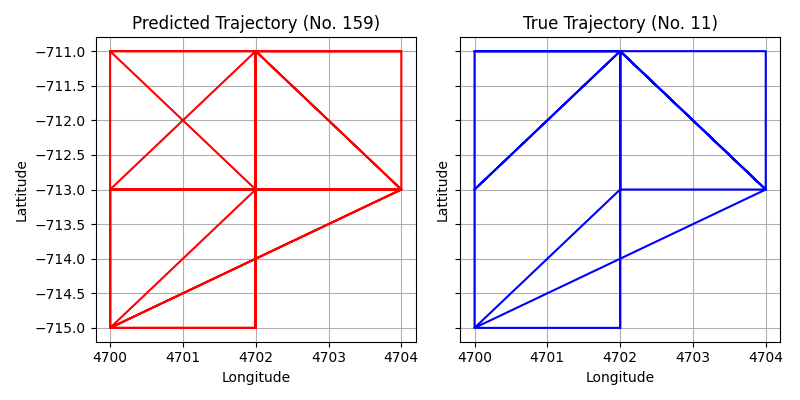 Predicted Trajectory (No. 159)
True Trajectory (No. 11)
−711.0
−711.5
−712.0
−712.5
−713.0
−713.5
−714.0
−714.5
−715.0
Lattitude
Lattitude
4700 4701 4702 4703 4704
4700 4701 4702 4703 4704
Longitude
Longitude